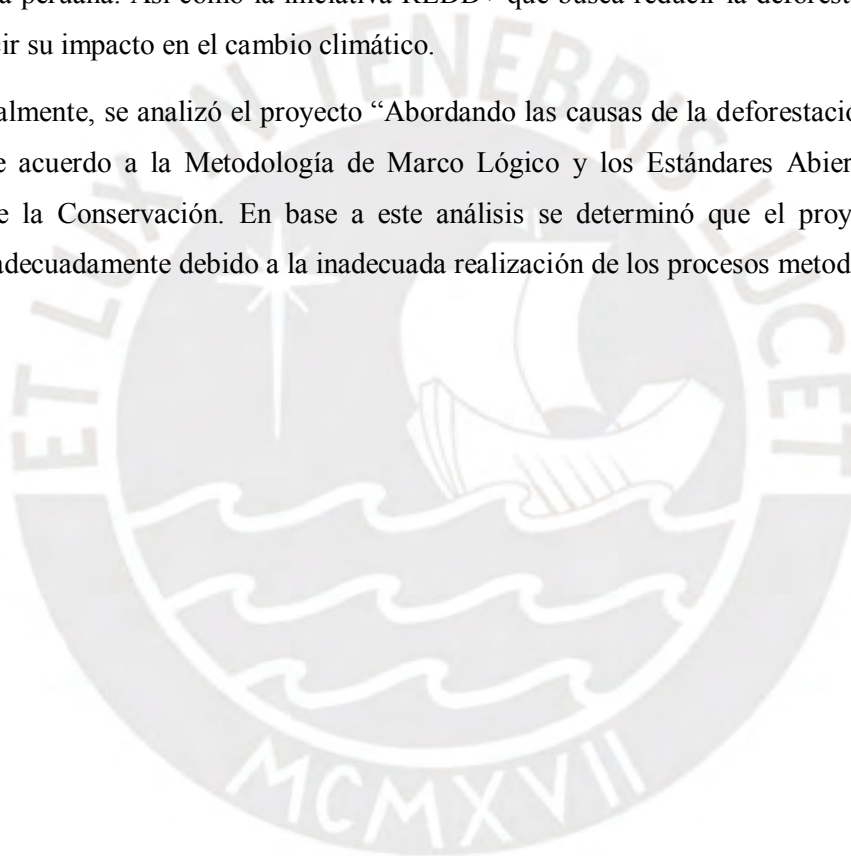 a peruana. Así como la iniciativa REDD+ que busca reducir la deforest
cir su impacto en el cambio climático.
almente, se analizó el proyecto “Abordando las causas de la deforestació
e acuerdo a la Metodología de Marco Lógico y los Estándares Abier
e la Conservación. En base a este análisis se determinó que el proy
adecuadamente debido a la inadecuada realización de los procesos metod
ET LUX IN TENEBRIS LUCET
MCMXVII